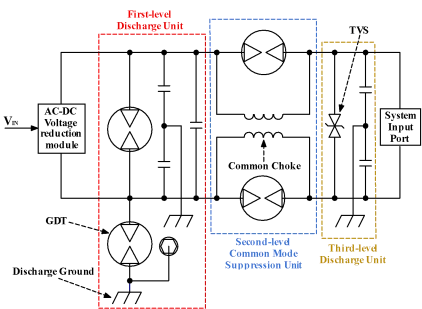 First-level
Discharge Unit
TVS
AC-DC
Voltage
reduction
module
VIN
System
Input
Port
Common Choke
GDT
Second-level
Common Mode
Suppression Unit
Third-level
Discharge Unit
Discharge Ground